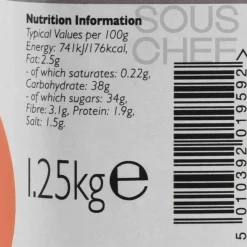 SOUS
CHEF
Nutrition Information
Typical Values per 100g
Energy: 741kJ/176kcal,
Fat:2.5g
- of which saturates: 0.22g,
Carbohydrate: 38g
- of which sugars: 34g,
Fibre: 3.1g, Protein: 1.9g,
Salt: 1.5g.
1.25kg e
5 010392 019592 >